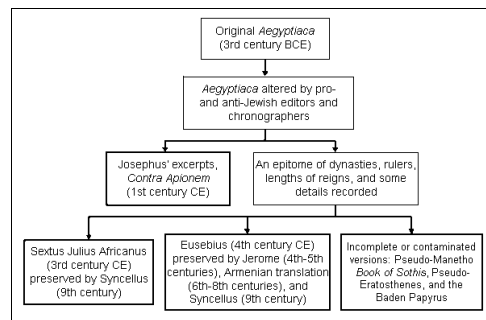 Original Aegyptiaca
(3rd century BCE)
Aegyptiaca altered by pro-
and anti-Jewish editors and
chronographers
Josephus' excerpts,
Contra Apionem
(1st century CE)
An epitome of dynasties, rulers,
lengths of reigns, and some
details recorded
Sextus Julius Africanus
(3rd century CE)
preserved by Syncellus
(9th century)
Eusebius (4th century CE)
preserved by Jerome (4th-5th
centuries), Armenian translation
(6th-8th centuries), and
Syncellus (9th century)
Incomplete or contaminated
versions: Pseudo-Manetho
Book of Sothis, Pseudo-
Eratosthenes, and the
Baden Papyrus